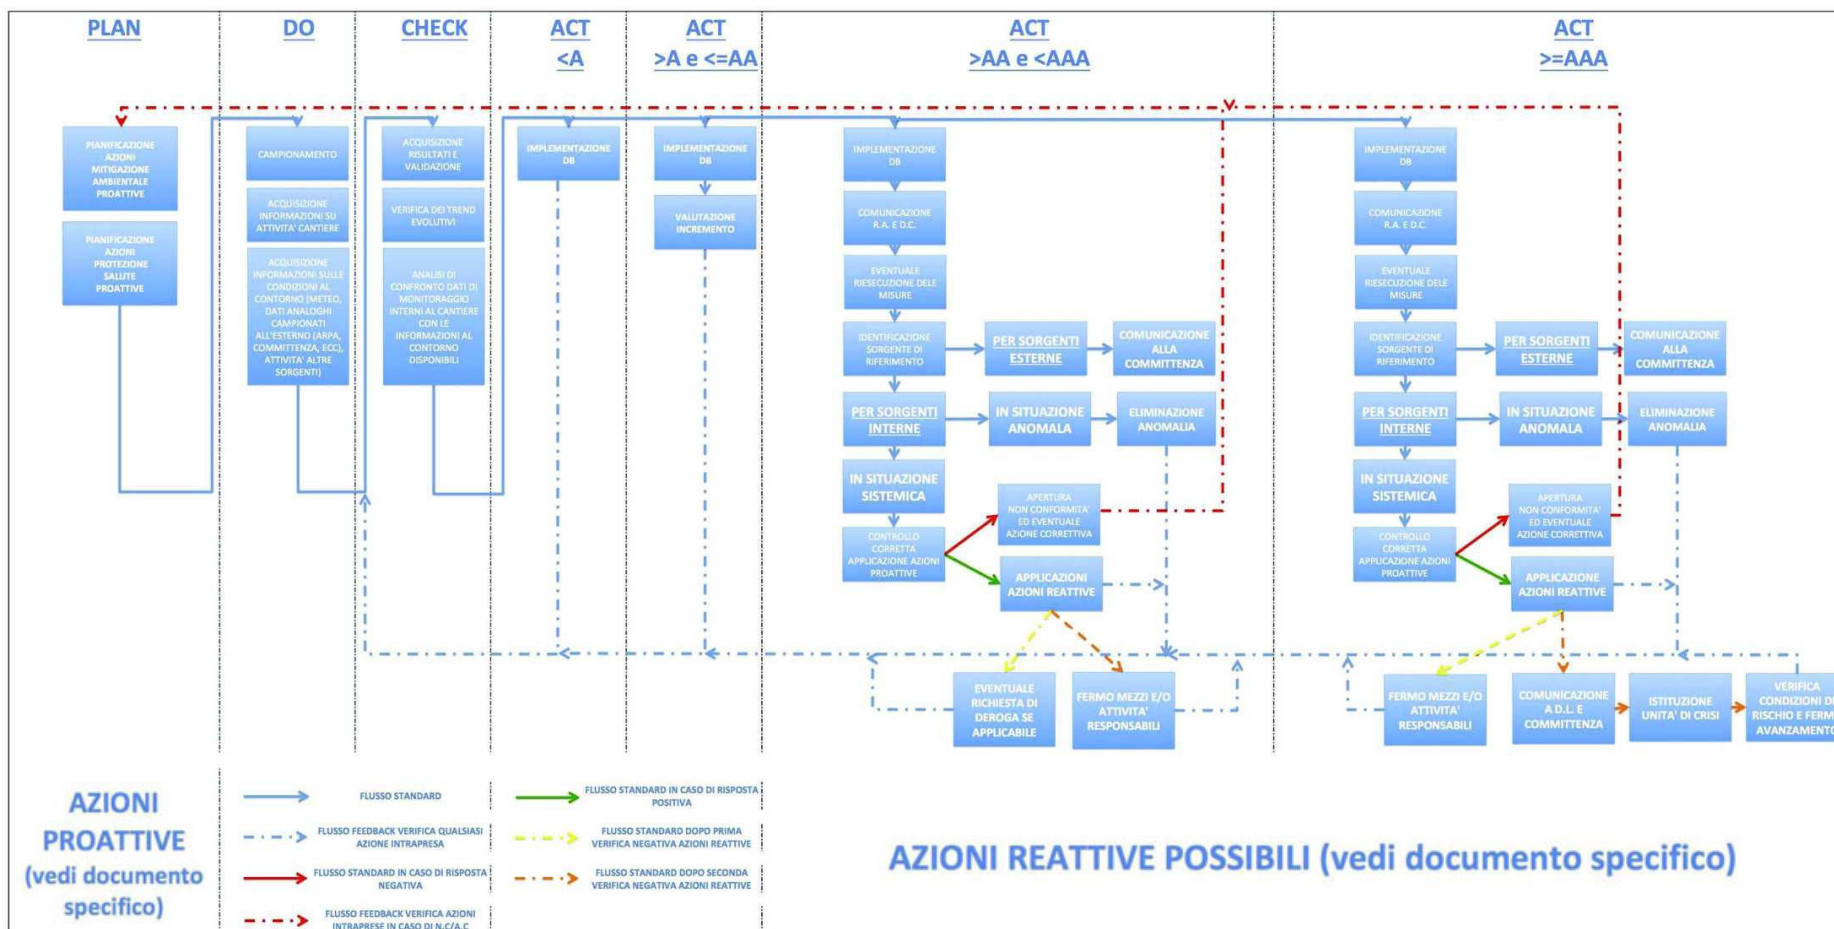 PLAN
DO
CHECK
ACT
<A
ACT
>A e <=AA
ACT
>AA e <AAA
ACT
>=AAA
PIANIFICAZIONE
AZIONI
MITIGAZIONE
AMBIENTALE
PROATTIVE
PIANIFICAZIONE
AZIONI
PROTEZIONE
SALUTE
PROATTIVE
CAMPIONAMENTO
ACQUISIZIONE
INFORMAZIONI SU
ATTIVITA' CANTIERE
ACQUISIZIONE
INFORMAZIONI SULLE
CONDIZIONI AL
CONTORNO (METEO,
DATI ANALOGHI
CAMPIONATI
ALL'ESTERNO (ARPA,
COMMITTENZA, ECC),
ATTIVITA' ALTRE
SORGENTI)
ACQUISIZIONE
RISULTATI E
VALIDAZIONE
VERIFICA DEI TREND
EVOLUTIVI
ANALISI DI
CONFRONTO DATI DI
MONITORAGGIO
INTERNI AL CANTIERE
CON LE
INFORMAZIONI AL
CONTORNO
DISPONIBILI
IMPLEMENTAZIONE
DB
IMPLEMENTAZIONE
DB
VALUTAZIONE
INCREMENTO
IMPLEMENTAZIONE
DB
COMUNICAZIONE
R.A. E D.C.
EVENTUALE
RIESECUZIONE DELE
MISURE
IDENTIFICAZIONE
SORGENTE DI
RIFERIMENTO
PER SORGENTI
ESTERNE
COMUNICAZIONE
ALLA
COMMITTENZA
PER SORGENTI
INTERNE
IN SITUAZIONE
ANOMALA
ELIMINAZIONE
ANOMALIA
IN SITUAZIONE
SISTEMICA
CONTROLLO
CORRETTA
APPLICAZIONE AZIONI
PROATTIVE
APERTURA
NON CONFORMITA'
ED EVENTUALE
AZIONE CORRETTIVA
APPLICAZIONI
AZIONI REATTIVE
EVENTUALE
RICHIESTA DI
DEROGA SE
APPLICABILE
FERMO MEZZI E/O
ATTIVITA'
RESPONSABILI
IMPLEMENTAZIONE
DB
COMUNICAZIONE
R.A. E D.C.
EVENTUALE
RIESECUZIONE DELE
MISURE
IDENTIFICAZIONE
SORGENTE DI
RIFERIMENTO
PER SORGENTI
ESTERNE
COMUNICAZIONE
ALLA
COMMITTENZA
PER SORGENTI
INTERNE
IN SITUAZIONE
ANOMALA
ELIMINAZIONE
ANOMALIA
IN SITUAZIONE
SISTEMICA
CONTROLLO
CORRETTA
APPLICAZIONE AZIONI
PROATTIVE
APERTURA
NON CONFORMITA'
ED EVENTUALE
AZIONE CORRETTIVA
APPLICAZIONE
AZIONI REATTIVE
FERMO MEZZI E/O
ATTIVITA'
RESPONSABILI
COMUNICAZIONE
A D.L. E
COMMITTENZA
ISTITUZIONE
UNITA' DI CRISI
VERIFICA
CONDIZIONI DI
RISCHIO E FERMO
AVANZAMENTO
AZIONI
PROATTIVE
(vedi documento
specifico)
FLUSSO STANDARD
FLUSSO FEEDBACK VERIFICA QUALSIASI
AZIONE INTRAPRESA
FLUSSO STANDARD IN CASO DI RISPOSTA
NEGATIVA
FLUSSO FEEDBACK VERIFICA AZIONI
INTRAPRESE IN CASO DI N.C/A.C
FLUSSO STANDARD IN CASO DI RISPOSTA
POSITIVA
FLUSSO STANDARD DOPO PRIMA
VERIFICA NEGATIVA AZIONI REATTIVE
FLUSSO STANDARD DOPO SECONDA
VERIFICA NEGATIVA AZIONI REATTIVE
AZIONI REATTIVE POSSIBILI (vedi documento specifico)